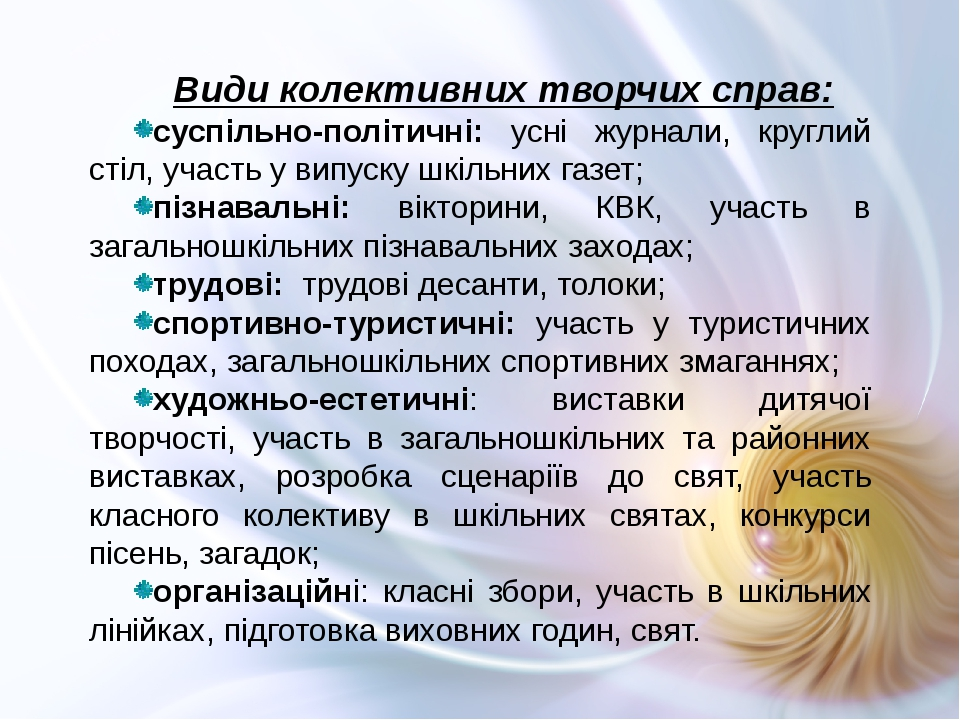 Види колективних творчих справ:
суспільно-політичні: усні журнали, круглий
стіл, участь у випуску шкільних газет;
пізнавальні: вікторини, КВК, участь в
загальношкільних пізнавальних заходах;
трудові: трудові десанти, толоки;
спортивно-туристичні: участь у туристичних
походах, загальношкільних спортивних змаганнях;
художньо-естетичні: виставки дитячої
творчості, участь в загальношкільних та районних
виставках, розробка сценаріїв до свят, участь
класного колективу в шкільних святах, конкурси
пісень, загадок;
організаційні: класні збори, участь в шкільних
лінійках, підготовка виховних годин, свят.